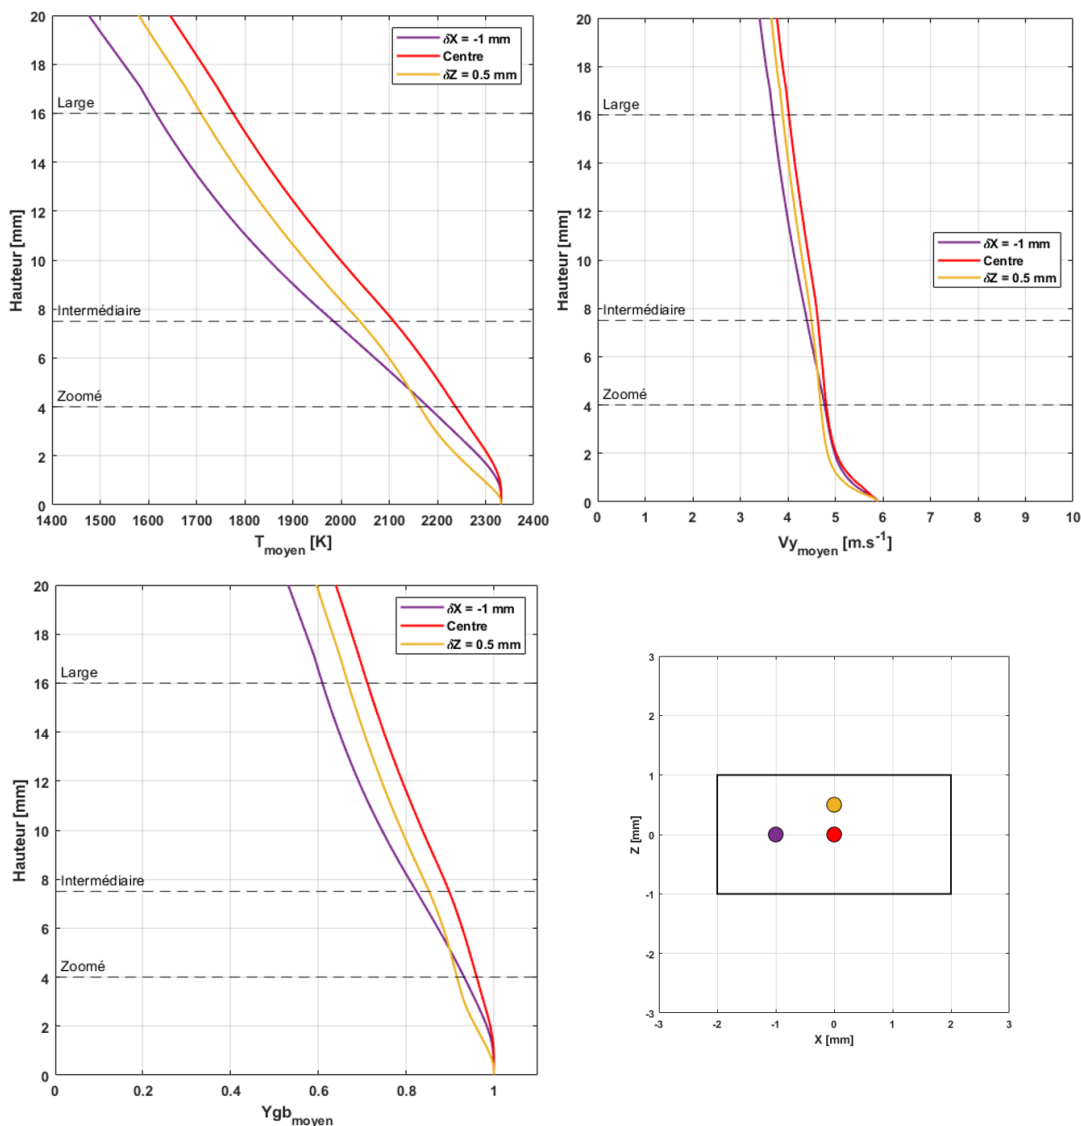 20
18
16
14
12
10
8
6
4
2
0
Hauteur [mm]
δX = -1 mm
Centre
δZ = 0.5 mm
Large
Intermédiaire
Zoomé
1400 1500 1600 1700 1800 1900 2000 2100 2200 2300 2400
T_moyen [K]
20
18
16
14
12
10
8
6
4
2
0
Hauteur [mm]
Large
δX = -1 mm
Centre
δZ = 0.5 mm
Intermédiaire
Zoomé
0 1 2 3 4 5 6 7 8 9 10
Vy_moyen [m.s^-1]
20
18
16
14
12
10
8
6
4
2
0
Hauteur [mm]
δX = -1 mm
Centre
δZ = 0.5 mm
Large
Intermédiaire
Zoomé
0 0.2 0.4 0.6 0.8 1
Ygb_moyen
3
2
1
0
-1
-2
-3
Z [mm]
-3 -2 -1 0 1 2 3
X [mm]